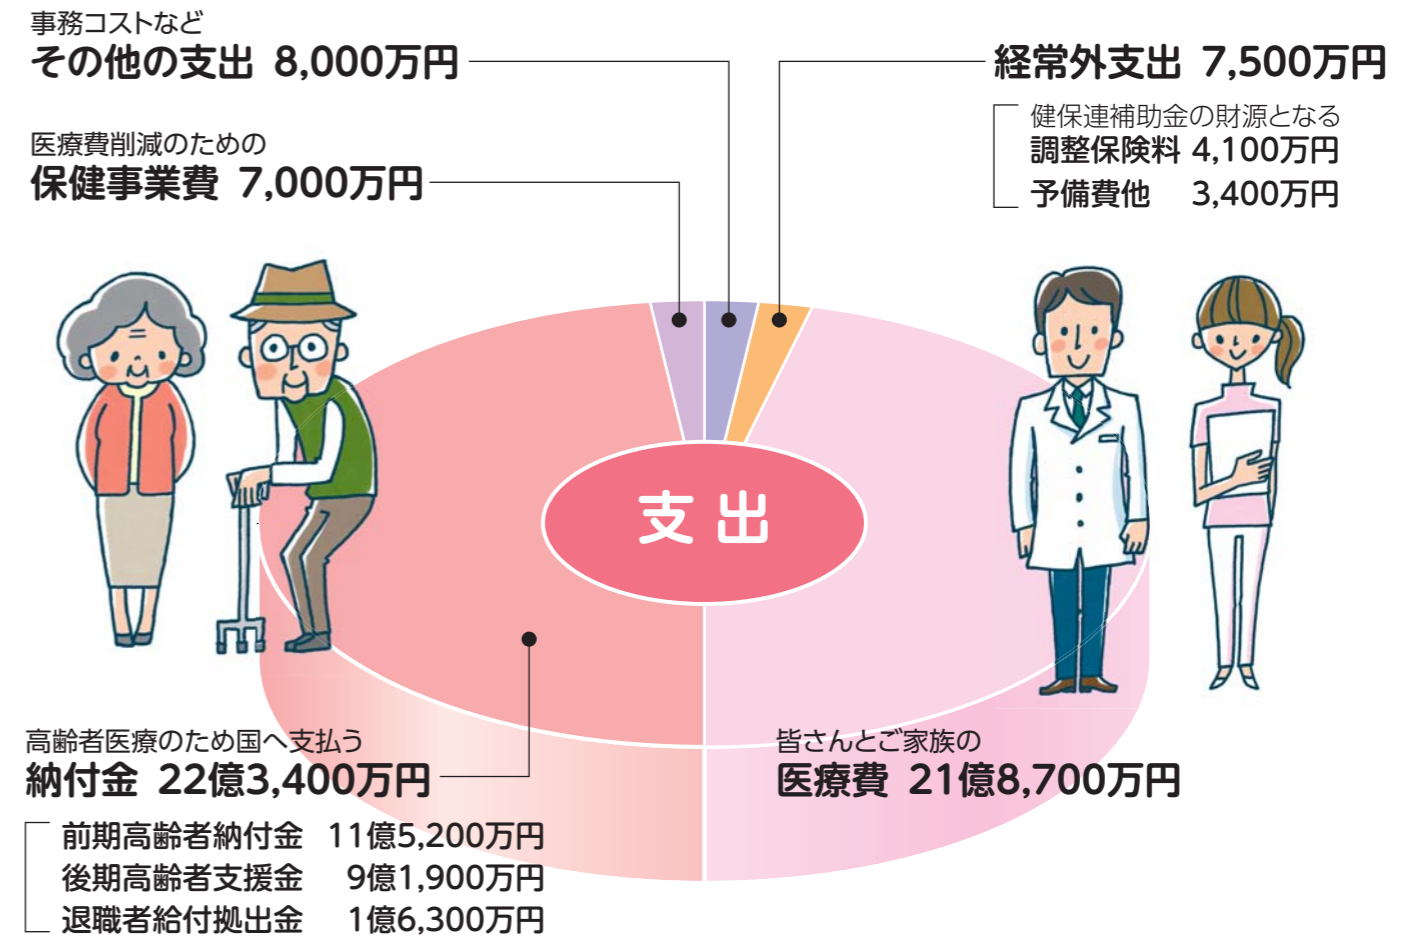 事務コストなど
その他の支出 8,000万円
経常外支出 7,500万円
健保連補助金の財源となる
調整保険料 4,100万円
予備費他 3,400万円
医療費削減のための
保健事業費 7,000万円
支出
高齢者医療のため国へ支払う
納付金 22億3,400万円
前期高齢者納付金 11億5,200万円
後期高齢者支援金 9億1,900万円
退職者給付拠出金 1億6,300万円
皆さんとご家族の
医療費 21億8,700万円